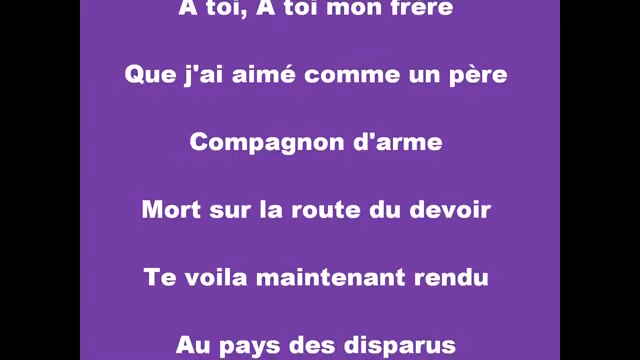 A toi, A toi mon frère
Que j'ai aimé comme un père
Compagnon d'arme
Mort sur la route du devoir
Te voila maintenant rendu
Au pays des disparus